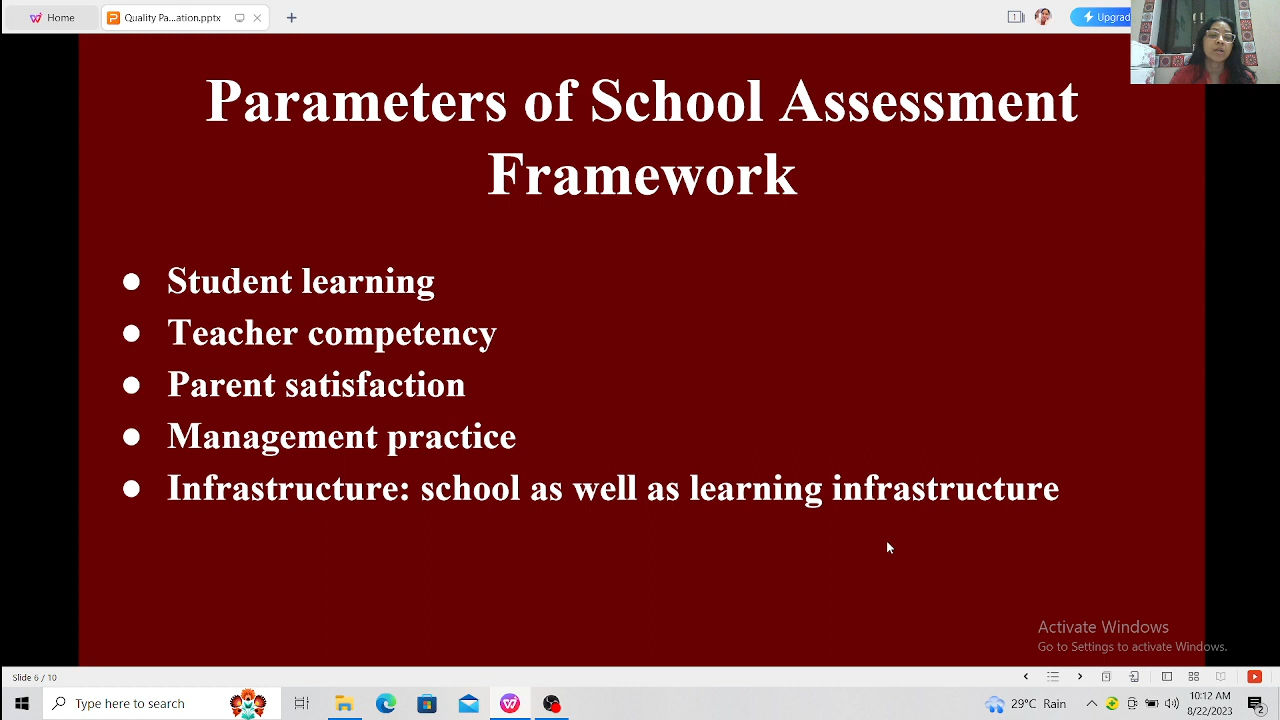 Home
Quality Pa...ation.pptx
1
Upgrad
Parameters of School Assessment
Framework
● Student learning
● Teacher competency
● Parent satisfaction
● Management practice
● Infrastructure: school as well as learning infrastructure
Activate Windows
Go to Settings to activate Windows.
Slide 6 / 10
Type here to search
29°C Rain
10:12 AM
8/22/2023
2